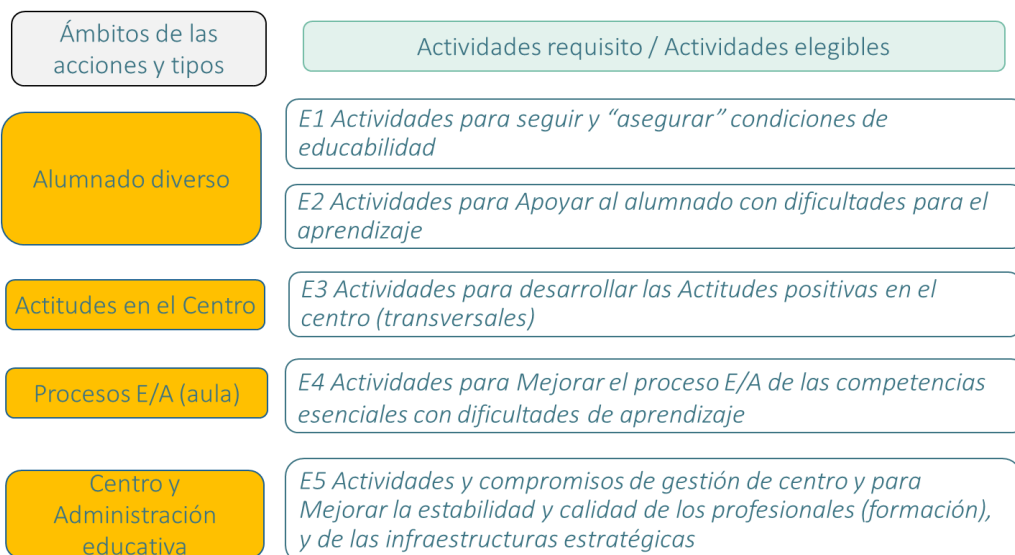 Ámbitos de las
acciones y tipos
Actividades requisito / Actividades elegibles
Alumnado diverso
E1 Actividades para seguir y “asegurar” condiciones de
educabilidad
E2 Actividades para Apoyar al alumnado con dificultades para el
aprendizaje
Actitudes en el Centro
E3 Actividades para desarrollar las Actitudes positivas en el
centro (transversales)
Procesos E/A (aula)
E4 Actividades para Mejorar el proceso E/A de las competencias
esenciales con dificultades de aprendizaje
Centro y
Administración
educativa
E5 Actividades y compromisos de gestión de centro y para
Mejorar la estabilidad y calidad de los profesionales (formación),
y de las infraestructuras estratégicas